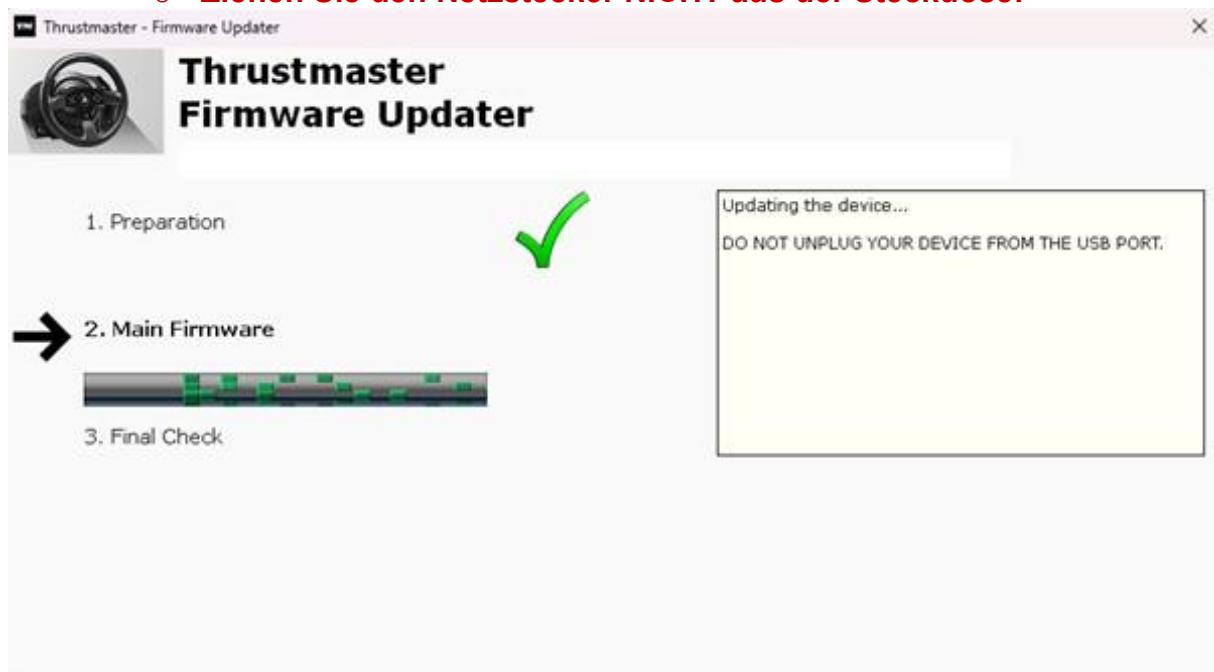 Ziehen Sie den Netzstecker NICHT aus der Steckdose!
Thrustmaster - Firmware Updater
Thrustmaster
Firmware Updater
1. Preparation
Updating the device...
DO NOT UNPLUG YOUR DEVICE FROM THE USB PORT.
2. Main Firmware
3. Final Check